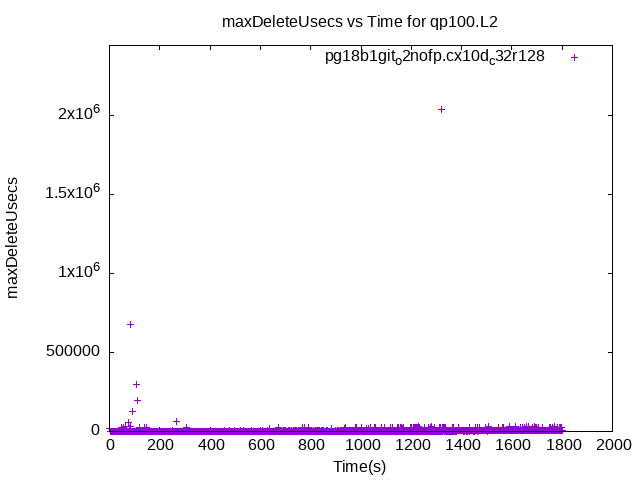 maxDeleteUsecs vs Time for qp100.L2
pg18b1git_o2nofp.cx10d_c32r128
maxDeleteUsecs
2x10^6
1.5x10^6
1x10^6
500000
0
0 200 400 600 800 1000 1200 1400 1600 1800 2000
Time(s)